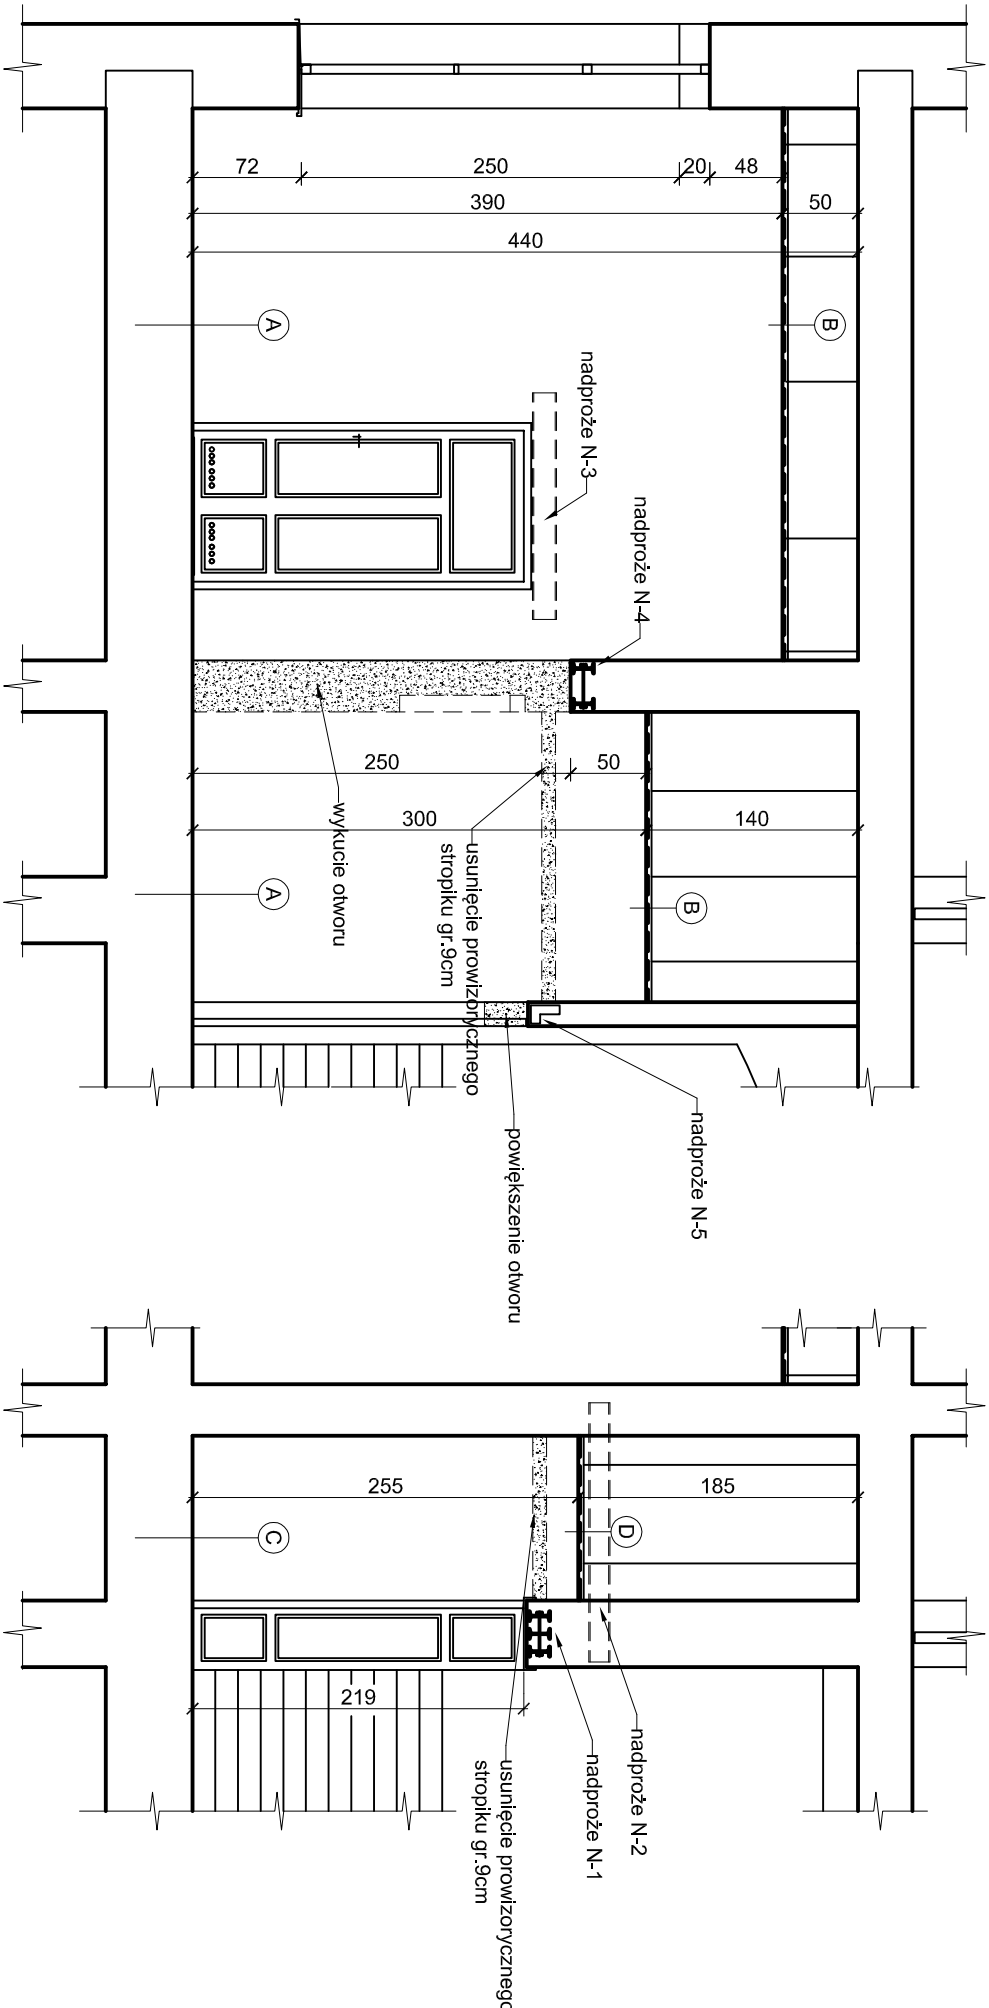 72
250
20
48
390
50
440
A
B
nadproże N-3
nadproże N-4
250
50
300
140
wykucie otworu
usunięcie prowizorycznego
stropiku gr.9cm
A
B
nadproże N-5
powiększenie otworu
255
185
C
D
219
nadproże N-2
nadproże N-1
usunięcie prowizorycznego
stropiku gr.9cm